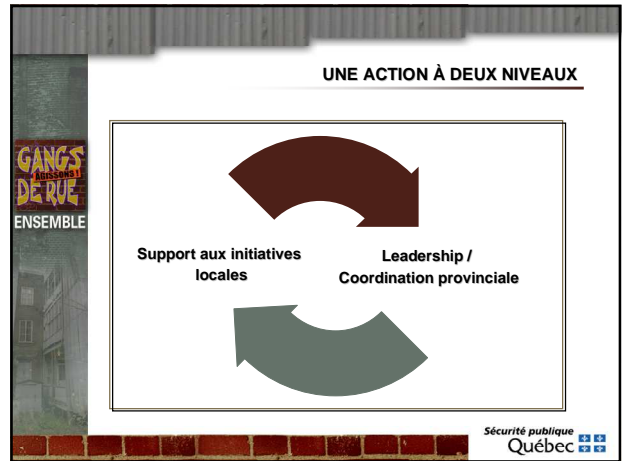 UNE ACTION À DEUX NIVEAUX
GANGS
AGISSONS !
DE RUE
ENSEMBLE
Support aux initiatives
locales
Leadership /
Coordination provinciale
Sécurité publique
Québec